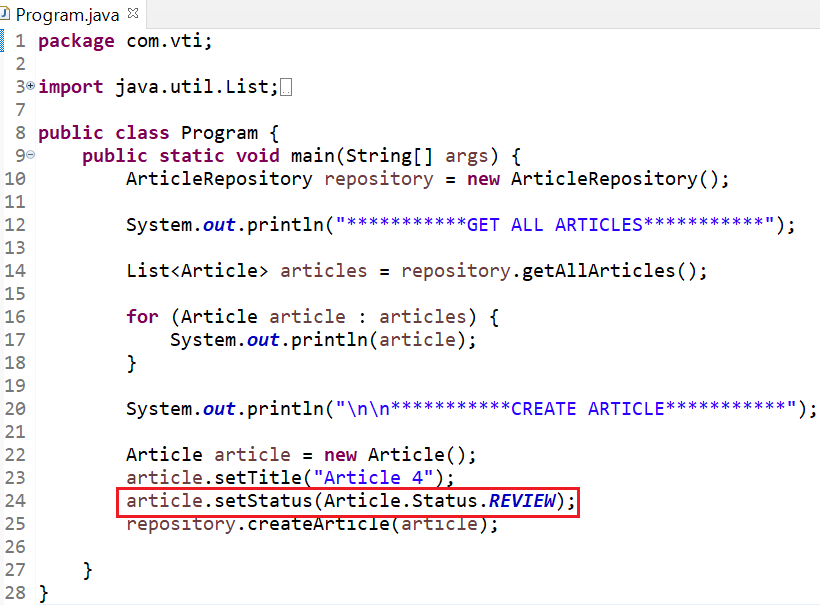 Program.java
1 package com.vti;
2
3 import java.util.List;
7
8 public class Program {
9     public static void main(String[] args) {
10         ArticleRepository repository = new ArticleRepository();
11
12         System.out.println("***********GET ALL ARTICLES***********");
13
14         List<Article> articles = repository.getAllArticles();
15
16         for (Article article : articles) {
17             System.out.println(article);
18         }
19
20         System.out.println("\n\n***********CREATE ARTICLE***********");
21
22         Article article = new Article();
23         article.setTitle("Article 4");
24         article.setStatus(Article.Status.REVIEW);
25         repository.createArticle(article);
26
27     }
28 }